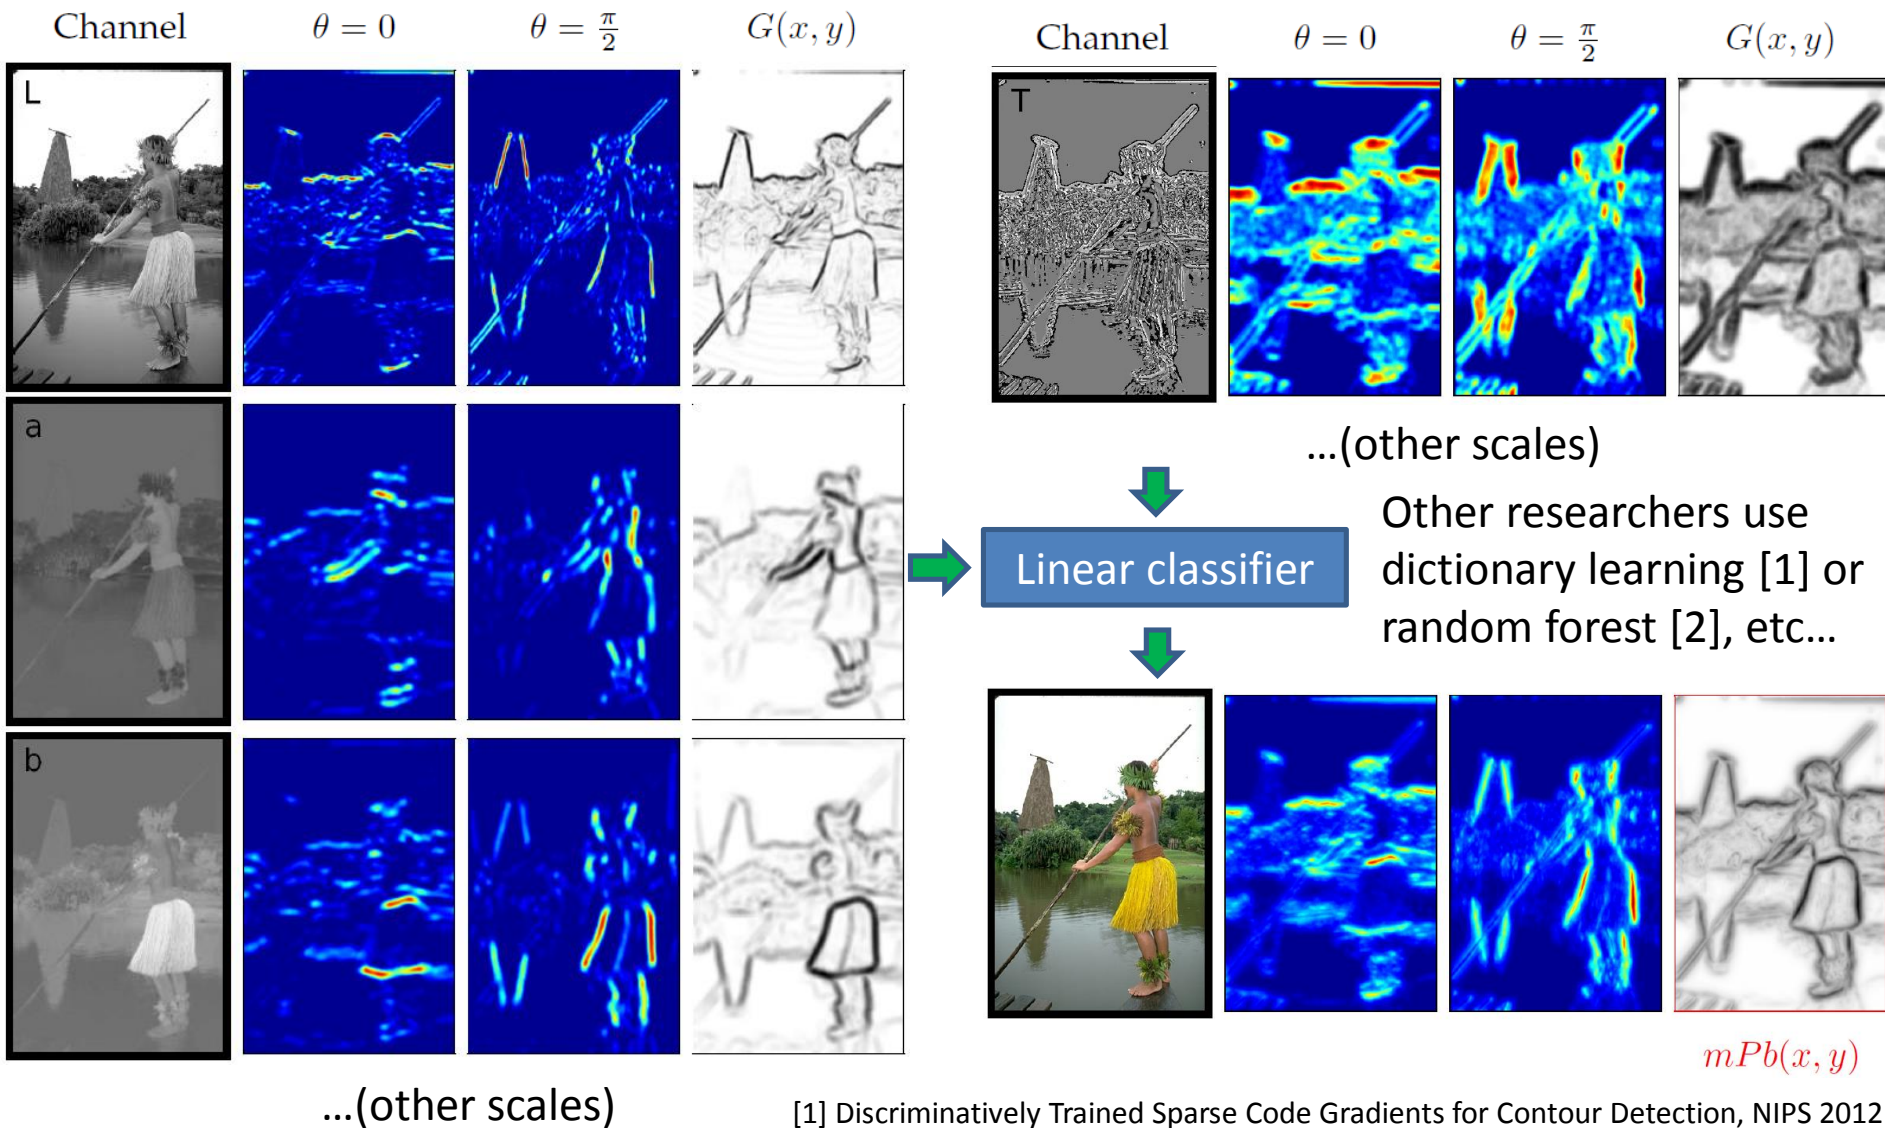 Channel θ = 0 θ = π/2 G(x, y)
L
a
b
...(other scales)
Channel θ = 0 θ = π/2 G(x, y)
T
...(other scales)
Linear classifier
Other researchers use
dictionary learning [1] or
random forest [2], etc...
mPb(x, y)
[1] Discriminatively Trained Sparse Code Gradients for Contour Detection, NIPS 2012